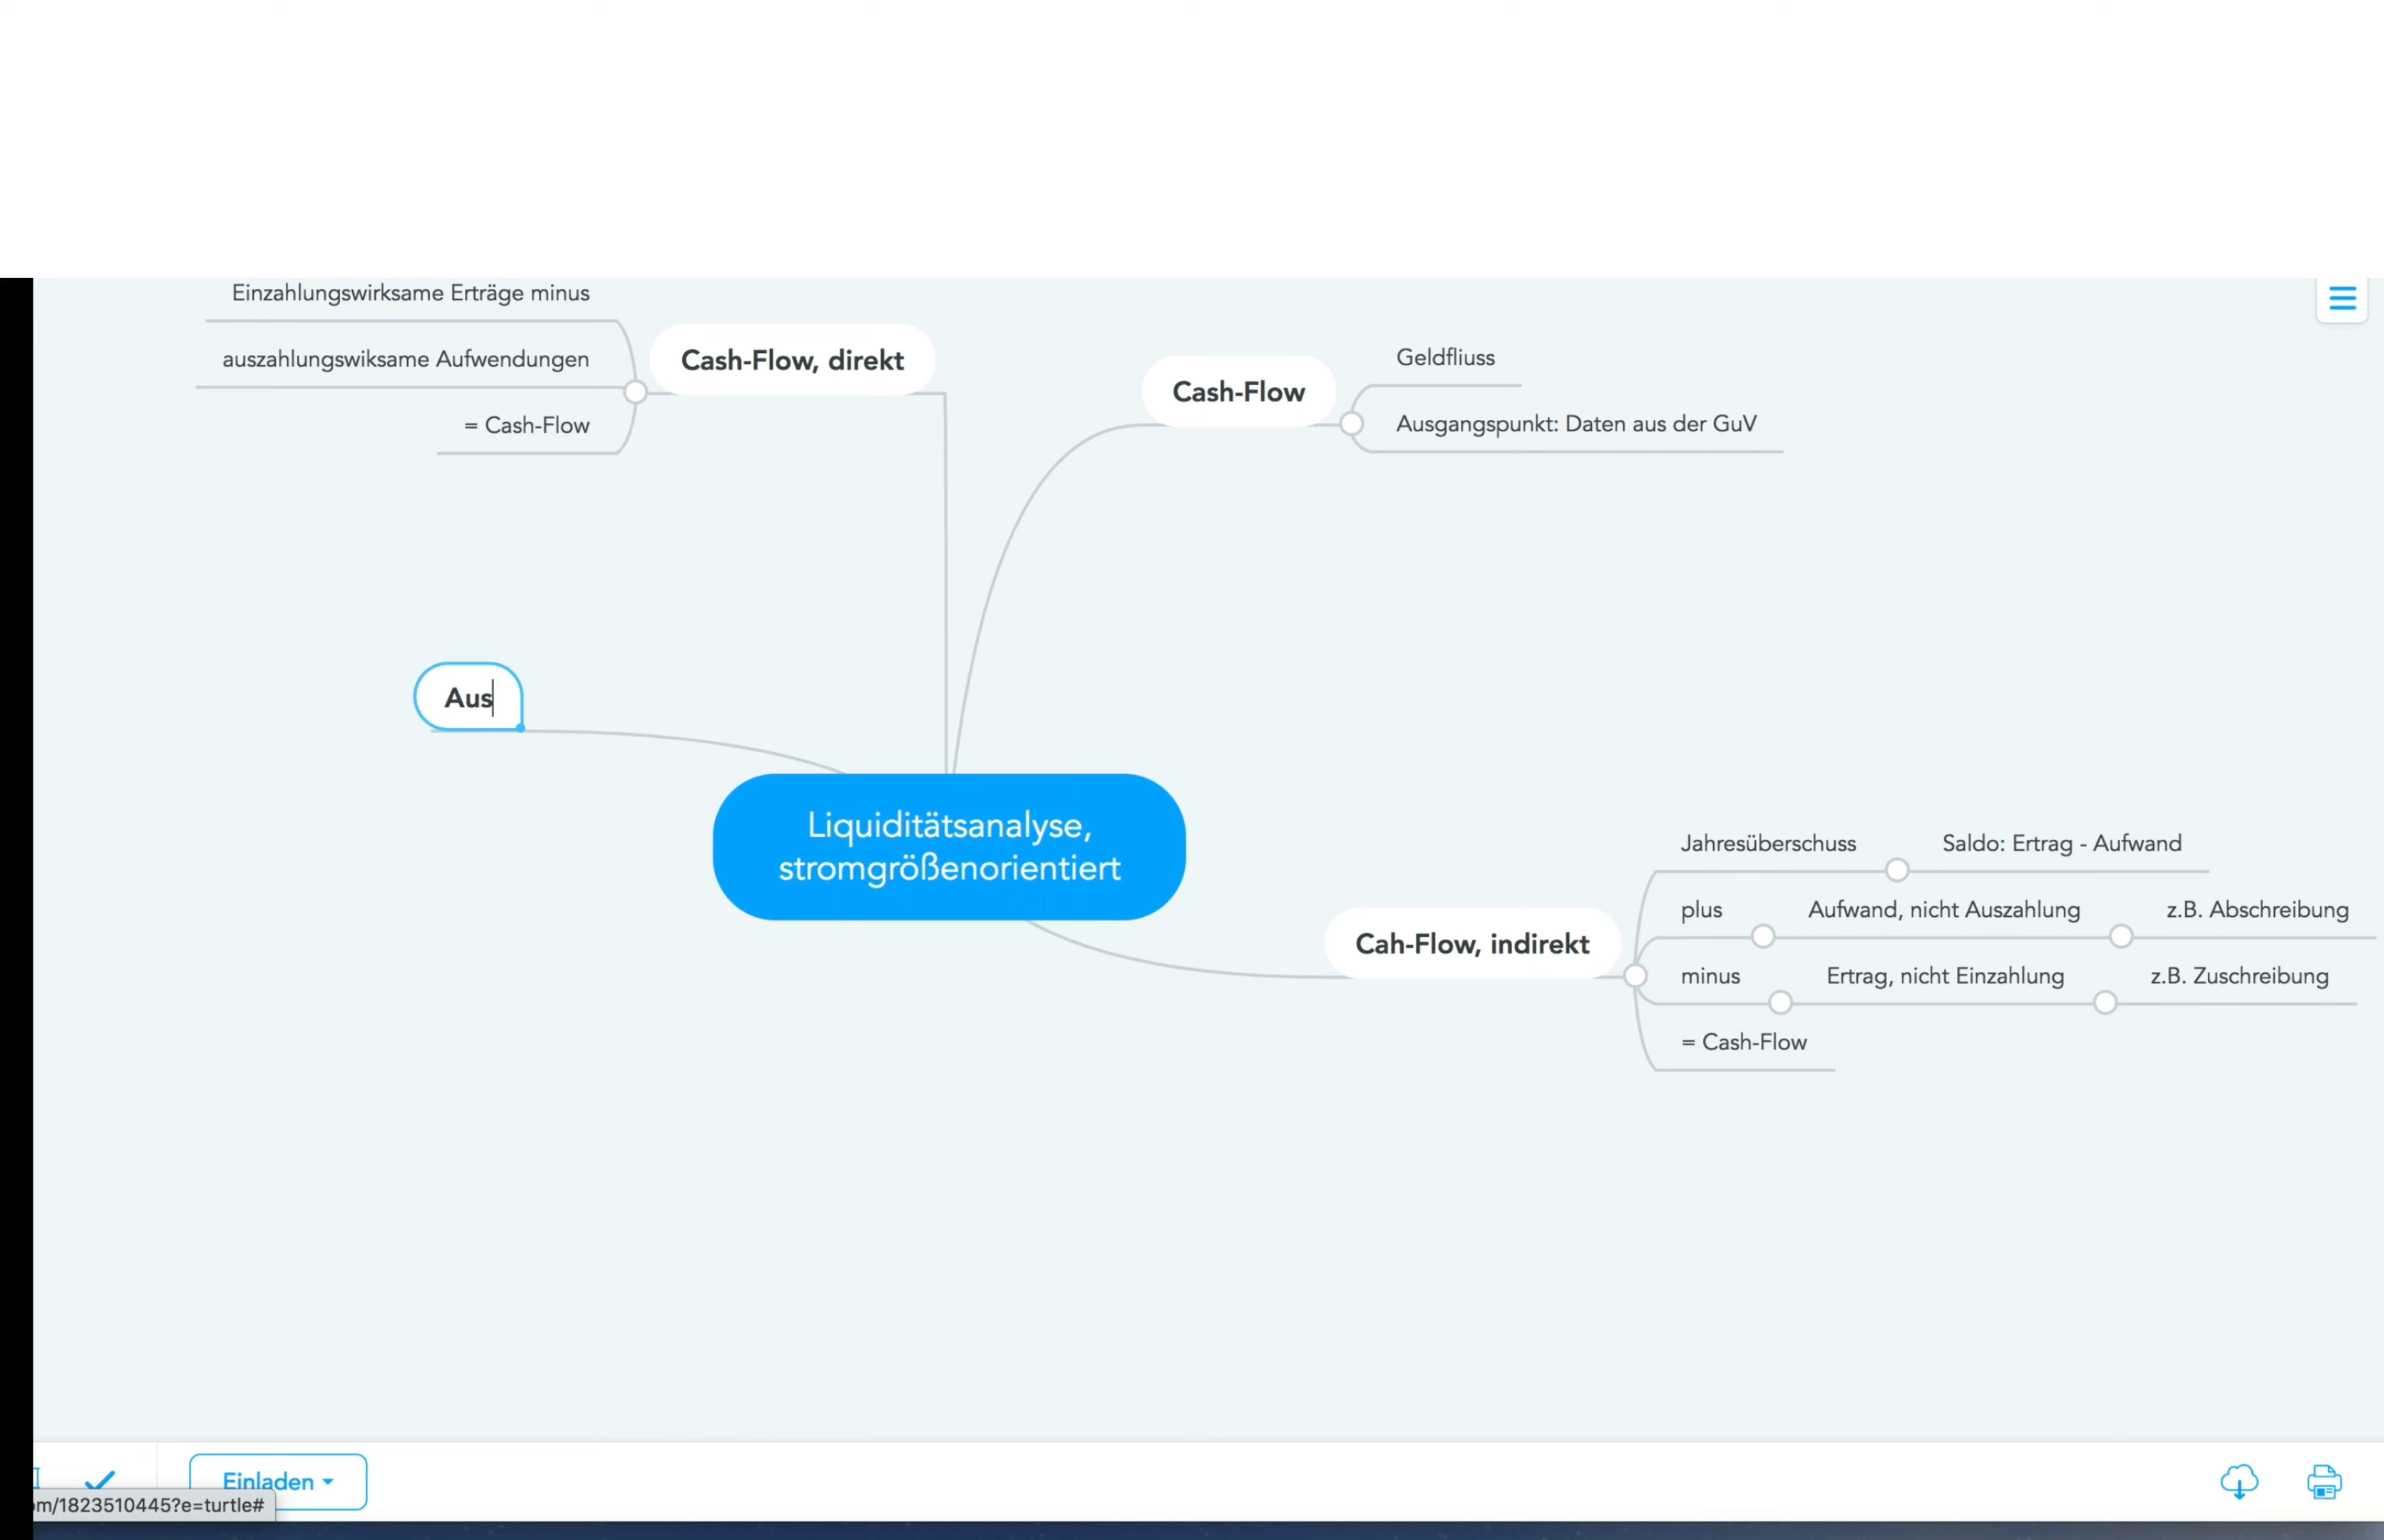 Einzahlungswirksame Erträge minus
auszahlungswiksame Aufwendungen
= Cash-Flow
Cash-Flow, direkt
Cash-Flow
Geldfliuss
Ausgangspunkt: Daten aus der GuV
Aus
Liquiditätsanalyse,
stromgrößenorientiert
Cah-Flow, indirekt
Jahresüberschuss
Saldo: Ertrag - Aufwand
plus
Aufwand, nicht Auszahlung
z.B. Abschreibung
minus
Ertrag, nicht Einzahlung
z.B. Zuschreibung
= Cash-Flow
Einladen
om/1823510445?e=turtle#